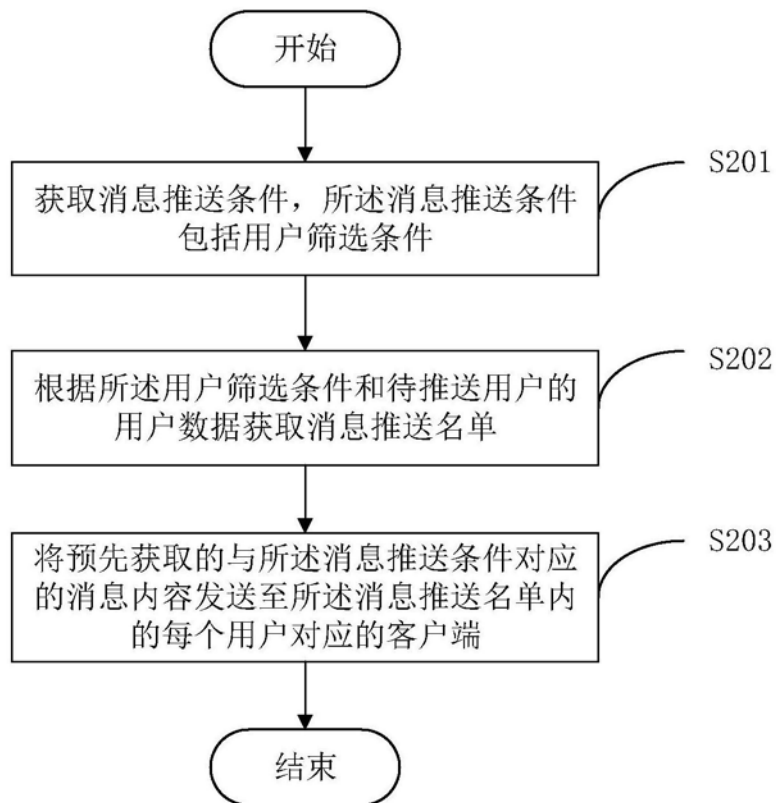 开始
S201
获取消息推送条件，所述消息推送条件
包括用户筛选条件
S202
根据所述用户筛选条件和待推送用户的
用户数据获取消息推送名单
S203
将预先获取的与所述消息推送条件对应
的消息内容发送至所述消息推送名单内
的每个用户对应的客户端
结束